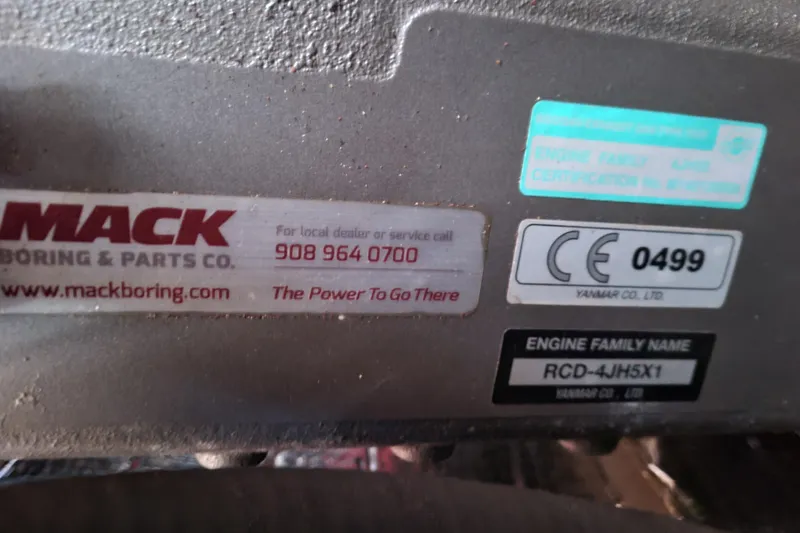 MACK
BORING & PARTS CO.
www.mackboring.com
For local dealer or service call
908 964 0700
The Power To Go There
ENGINE FAMILY
CERTIFICATION No.
CE 0499
YANMAR CO., LTD.
ENGINE FAMILY NAME
RCD-4JH5X1
YANMAR CO., LTD.